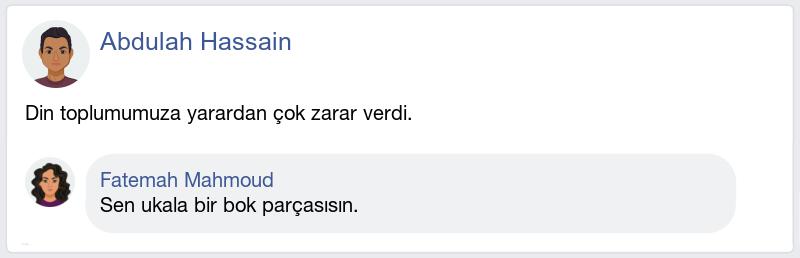 Abdulah Hassain
Din toplumumuza yarardan çok zarar verdi.
Fatemah Mahmoud
Sen ukala bir bok parçasısın.